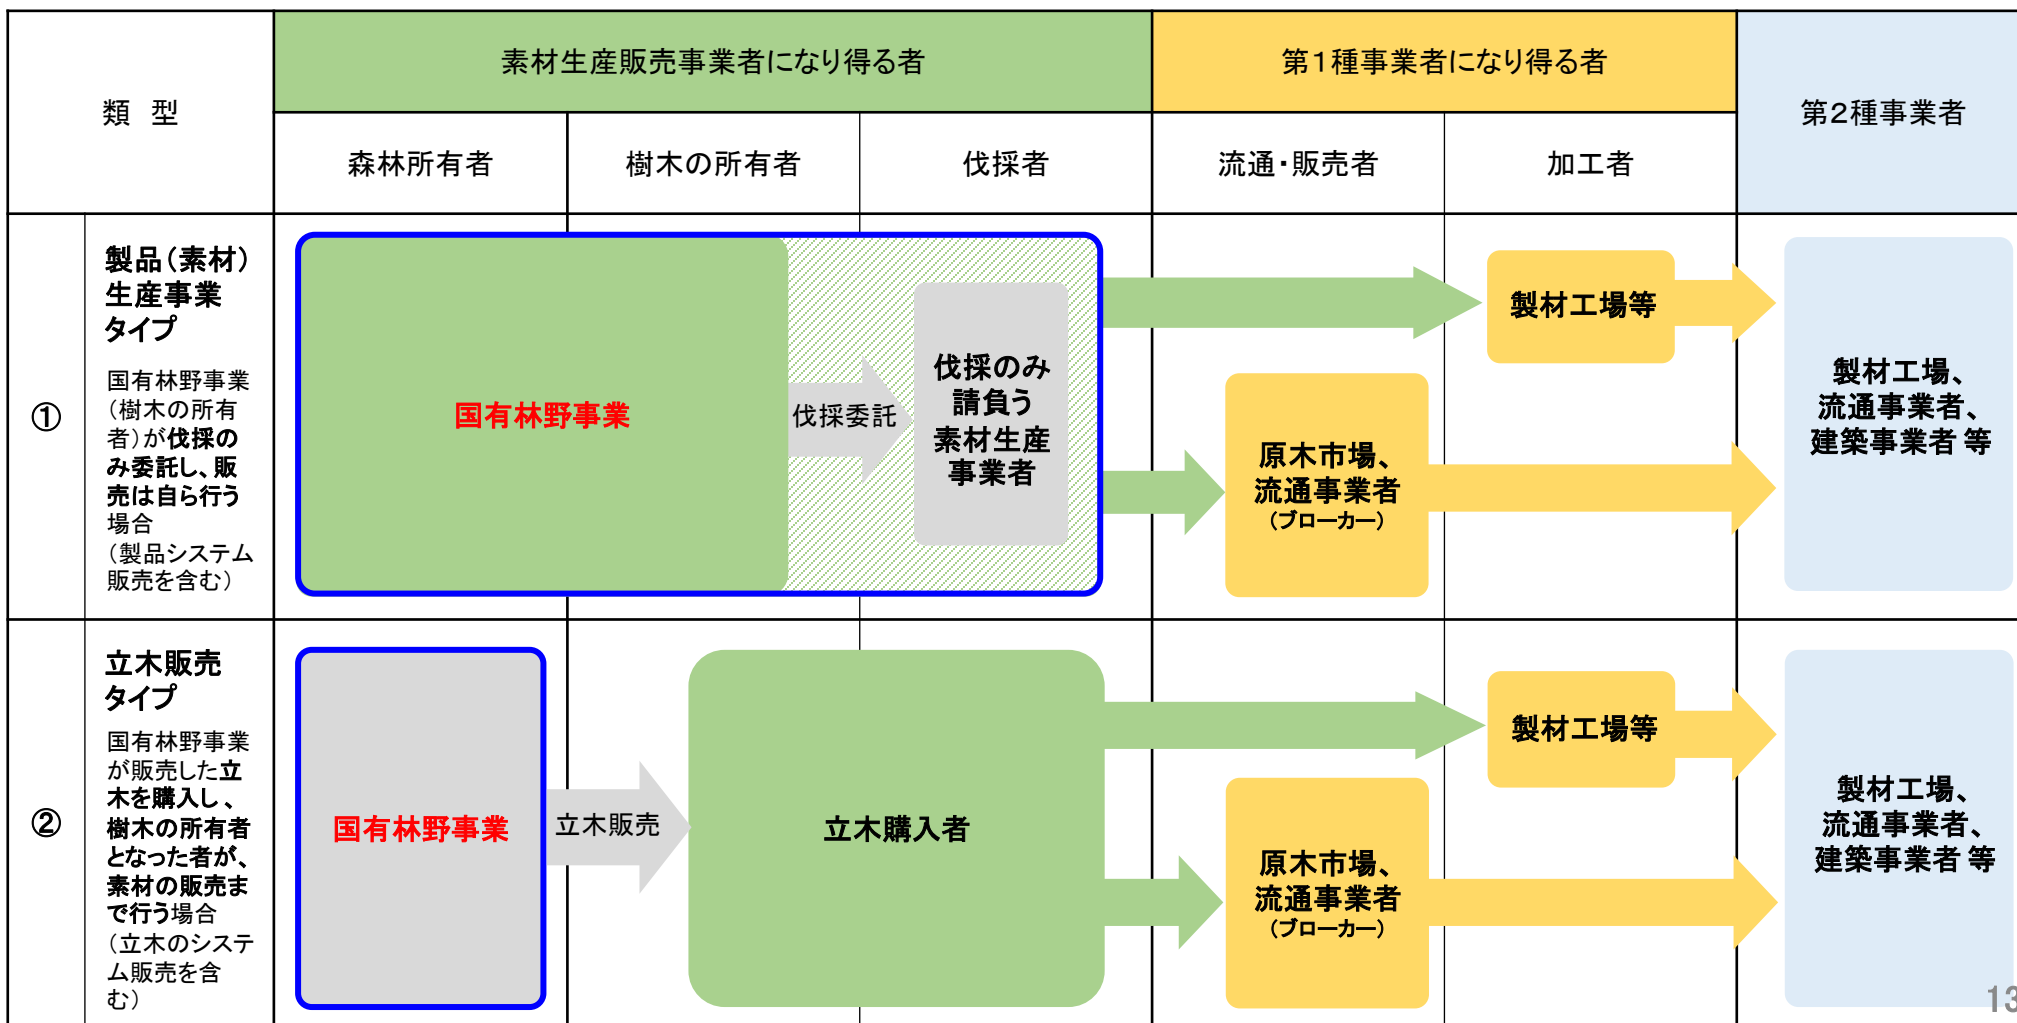 類 型
素材生産販売事業者になり得る者
第1種事業者になり得る者
第2種事業者
森林所有者
樹木の所有者
伐採者
流通・販売者
加工者
①
製品(素材)
生産事業
タイプ
国有林野事業
(樹木の所有
者)が伐採の
み委託し、販
売は自ら行う
場合
(製品システム
販売を含む)
国有林野事業
伐採委託
伐採のみ
請負う
素材生産
事業者
製材工場等
原木市場、
流通事業者
(ブローカー)
製材工場、
流通事業者、
建築事業者 等
②
立木販売
タイプ
国有林野事業
が販売した立
木を購入し、
樹木の所有者
となった者が、
素材の販売ま
で行う場合
(立木のシステ
ム販売を含
む)
国有林野事業
立木販売
立木購入者
製材工場等
原木市場、
流通事業者
(ブローカー)
製材工場、
流通事業者、
建築事業者 等
13